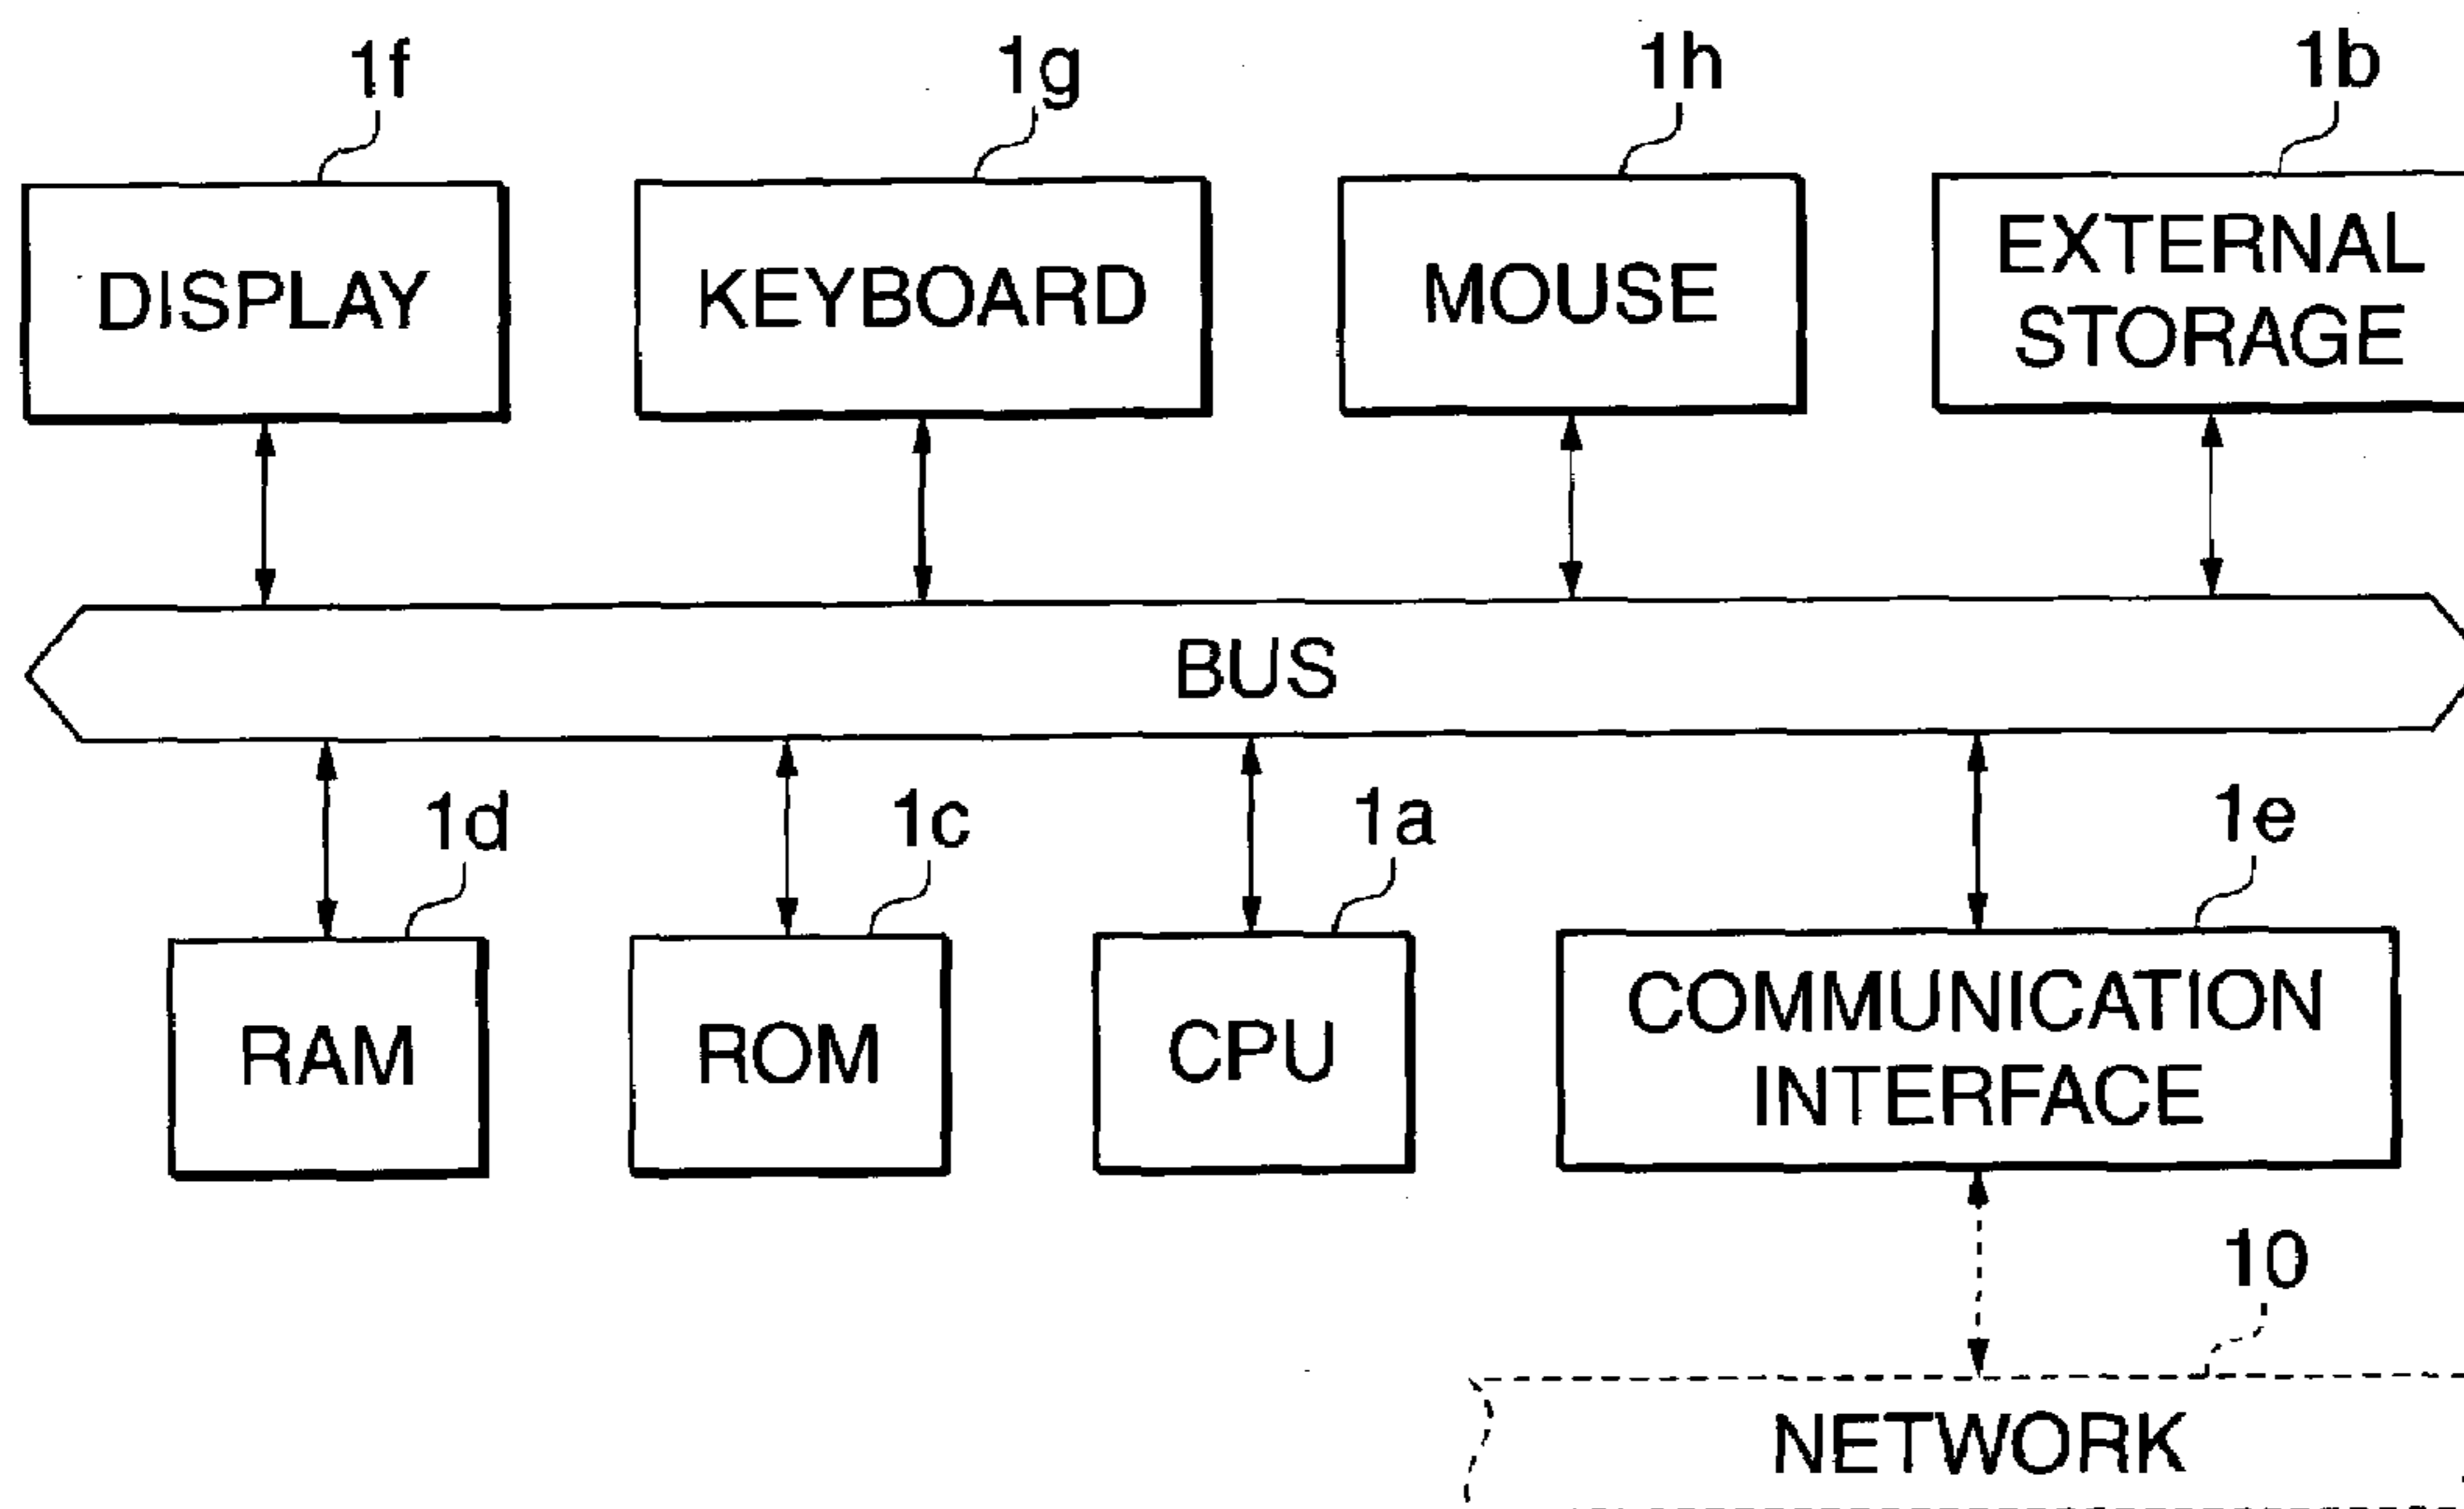 1f
1g
1h
1b
DISPLAY
KEYBOARD
MOUSE
EXTERNAL
STORAGE
BUS
1d
1c
1a
1e
RAM
ROM
CPU
COMMUNICATION
INTERFACE
10
NETWORK